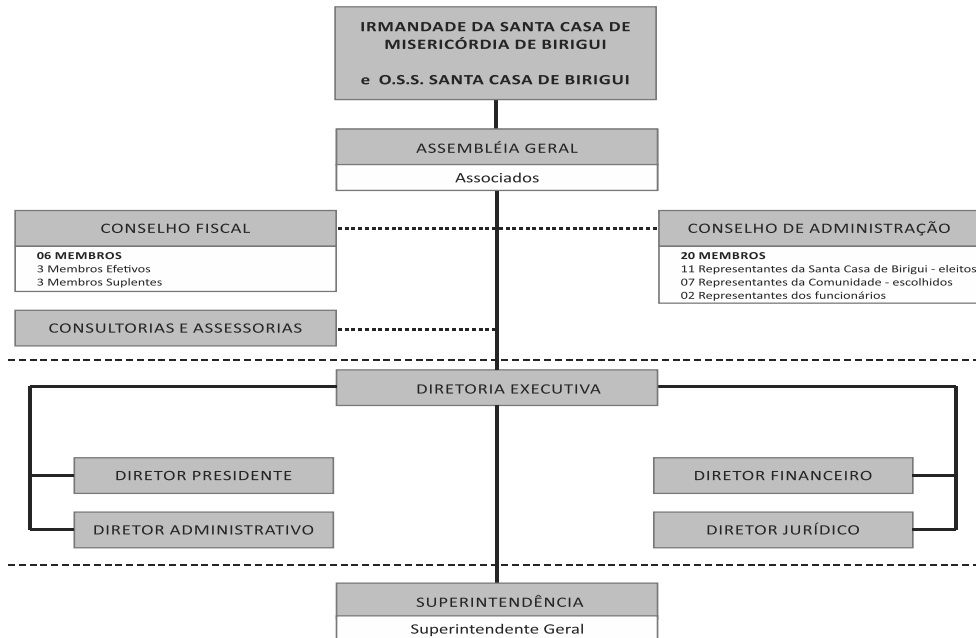 IRMANDADE DA SANTA CASA DE
MISERICÓRDIA DE BIRIGUI
e O.S.S. SANTA CASA DE BIRIGUI
ASSEMBLÉIA GERAL
Associados
CONSELHO FISCAL
06 MEMBROS
3 Membros Efetivos
3 Membros Suplentes
CONSELHO DE ADMINISTRAÇÃO
20 MEMBROS
11 Representantes da Santa Casa de Birigui - eleitos
07 Representantes da Comunidade - escolhidos
02 Representantes dos funcionários
CONSULTORIAS E ASSESSORIAS
DIRETORIA EXECUTIVA
DIRETOR PRESIDENTE
DIRETOR FINANCEIRO
DIRETOR ADMINISTRATIVO
DIRETOR JURÍDICO
SUPERINTENDÊNCIA
Superintendente Geral